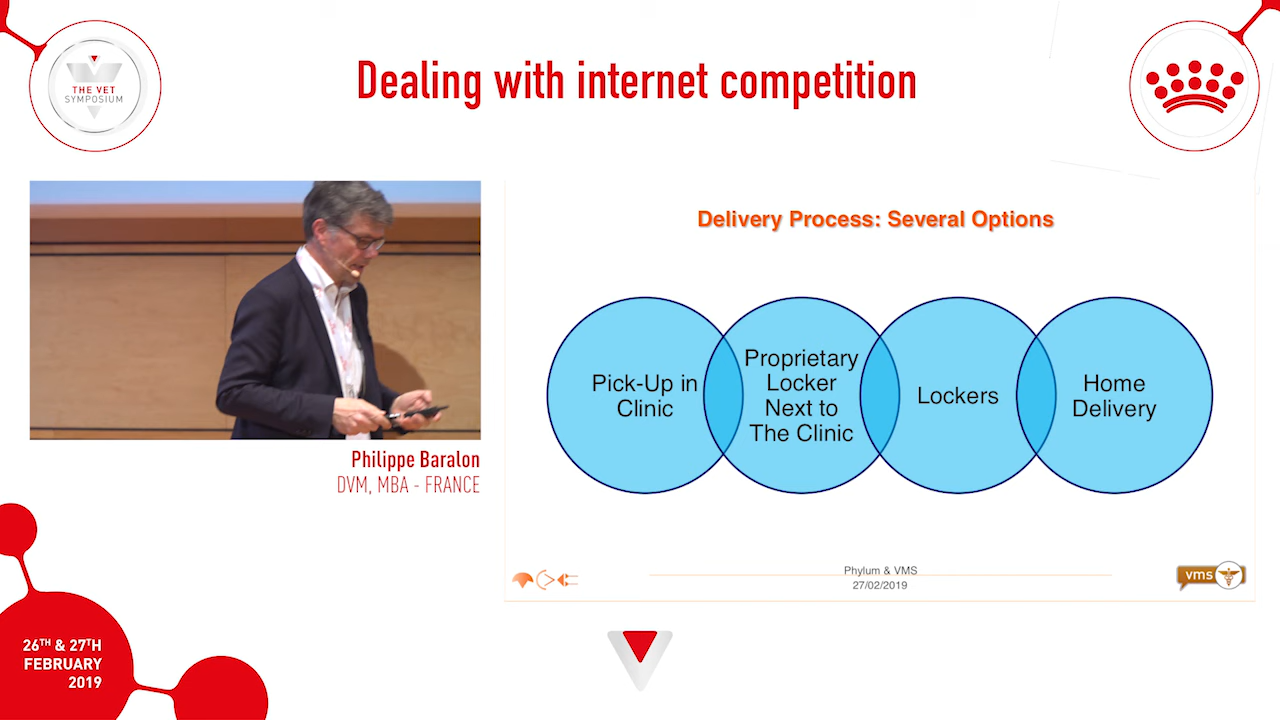 THE VET
SYMPOSIUM
Dealing with internet competition
Philippe Baralon
DVM, MBA - FRANCE
Delivery Process: Several Options
Pick-Up in
Clinic
Proprietary
Locker
Next to
The Clinic
Lockers
Home
Delivery
Phylum & VMS
27/02/2019
vms
26TH & 27TH
FEBRUARY
2019